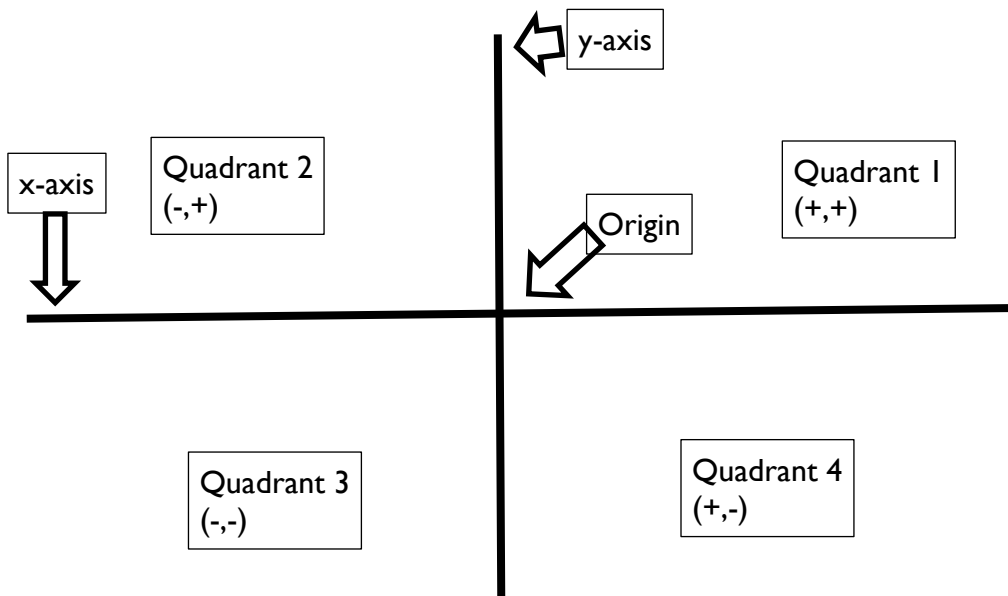 y-axis
Quadrant 2
(-,+)
x-axis
Quadrant 1
(+,+)
Origin
Quadrant 3
(-,-)
Quadrant 4
(+,-)